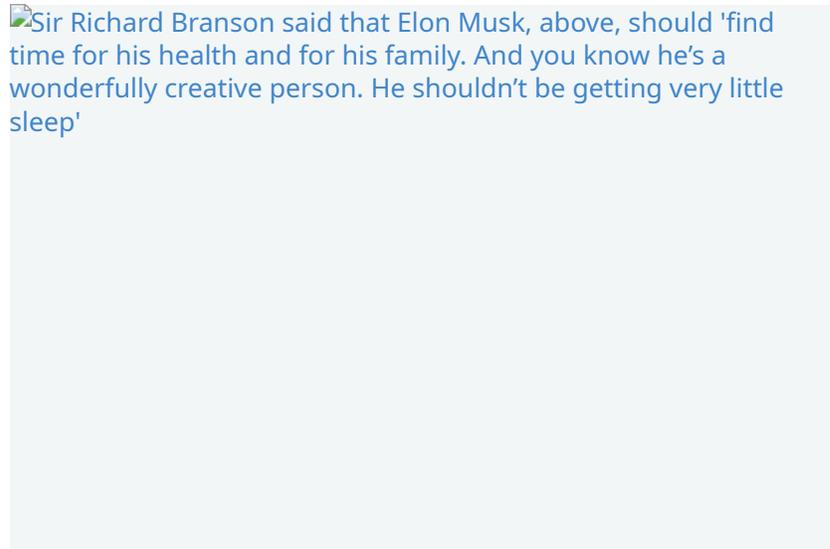 Sir Richard Branson said that Elon Musk, above, should 'find
time for his health and for his family. And you know he’s a
wonderfully creative person. He shouldn’t be getting very little
sleep'